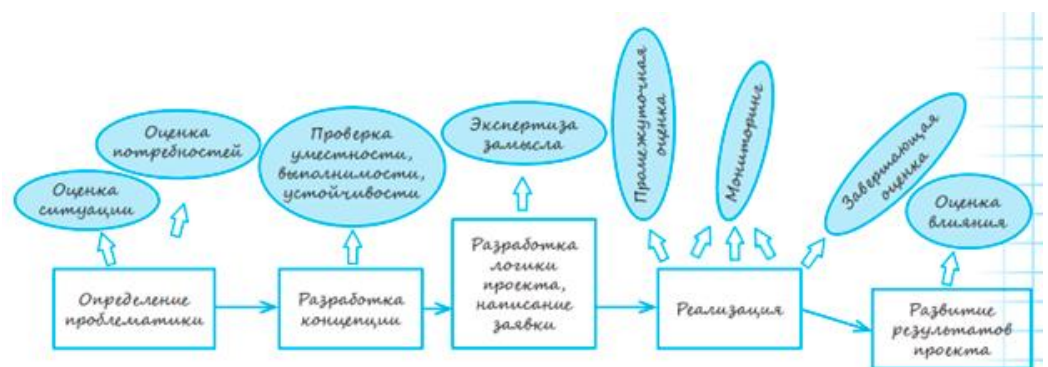 Оценка
ситуации
Оценка
потребностей
Проверка
уместности,
выполнимости,
устойчивости
Экспертиза
замысла
Промежуточная
оценка
Мониторинг
Завершающая
оценка
Оценка
влияния
Определение
проблематики
Разработка
концепции
Разработка
логики
проекта,
написание
заявки
Реализация
Развитие
результатов
проекта